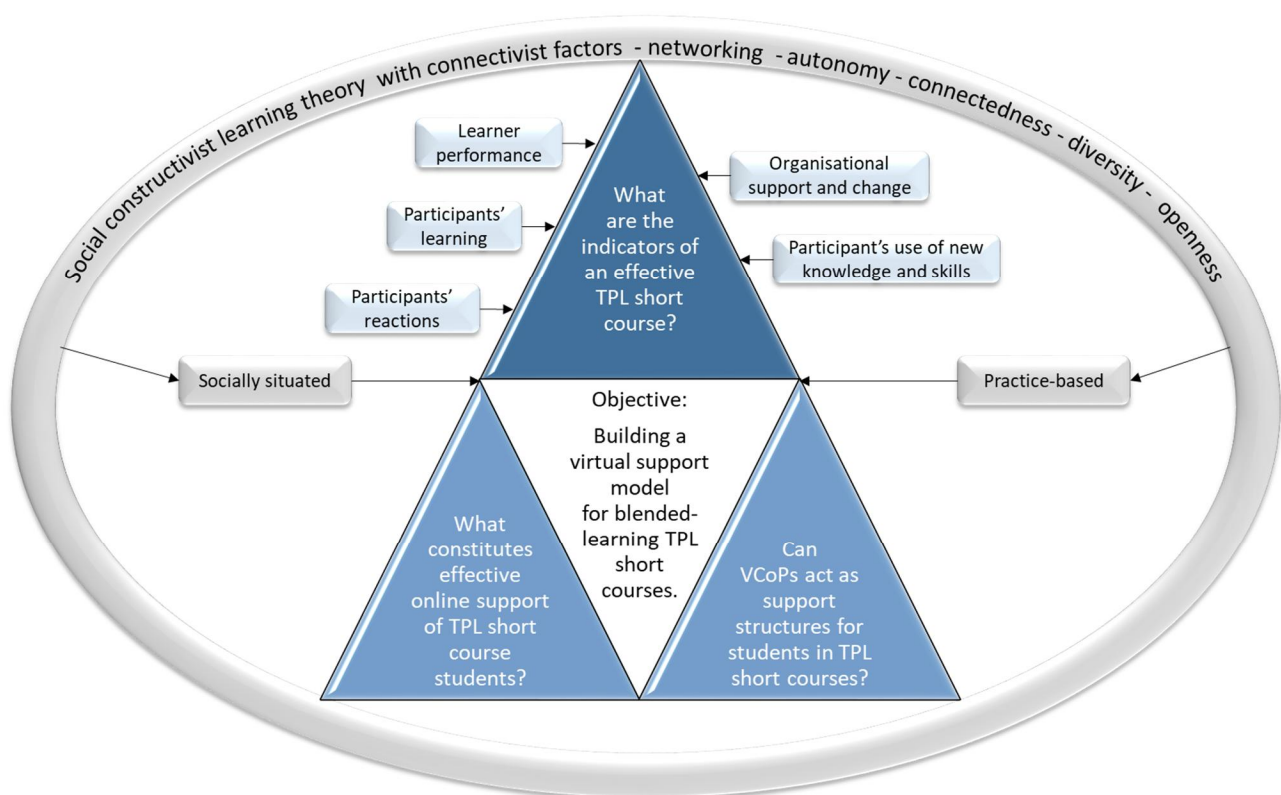 Social constructivist learning theory with connectivist factors - networking - autonomy - connectedness - diversity - openness
Learner
performance
Participants’
learning
Participants’
reactions
Organisational
support and change
Participant’s use of new
knowledge and skills
What
are the
indicators of
an effective
TPL short
course?
Socially situated
Practice-based
Objective:
Building a
virtual support
model
for blended-
learning TPL
short
courses.
What
constitutes
effective
online support
of TPL short
course
students?
Can
VCoPs act as
support
structures for
students in TPL
short courses?